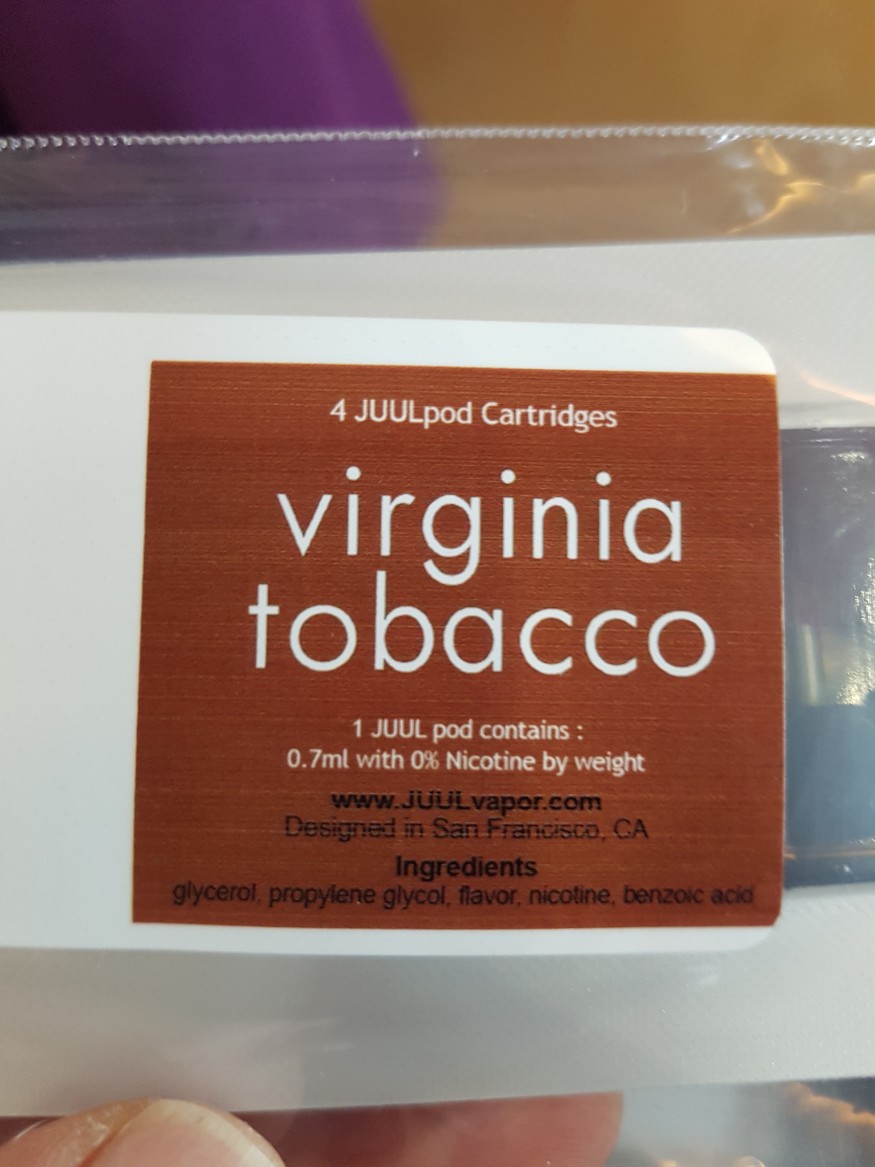 4 JUULpod Cartridges
virginia
tobacco
1 JUUL pod contains :
0.7ml with 0% Nicotine by weight
www.JUULvapor.com
Designed in San Francisco, CA
Ingredients
glycerol, propylene glycol, flavor, nicotine, benzoic acid